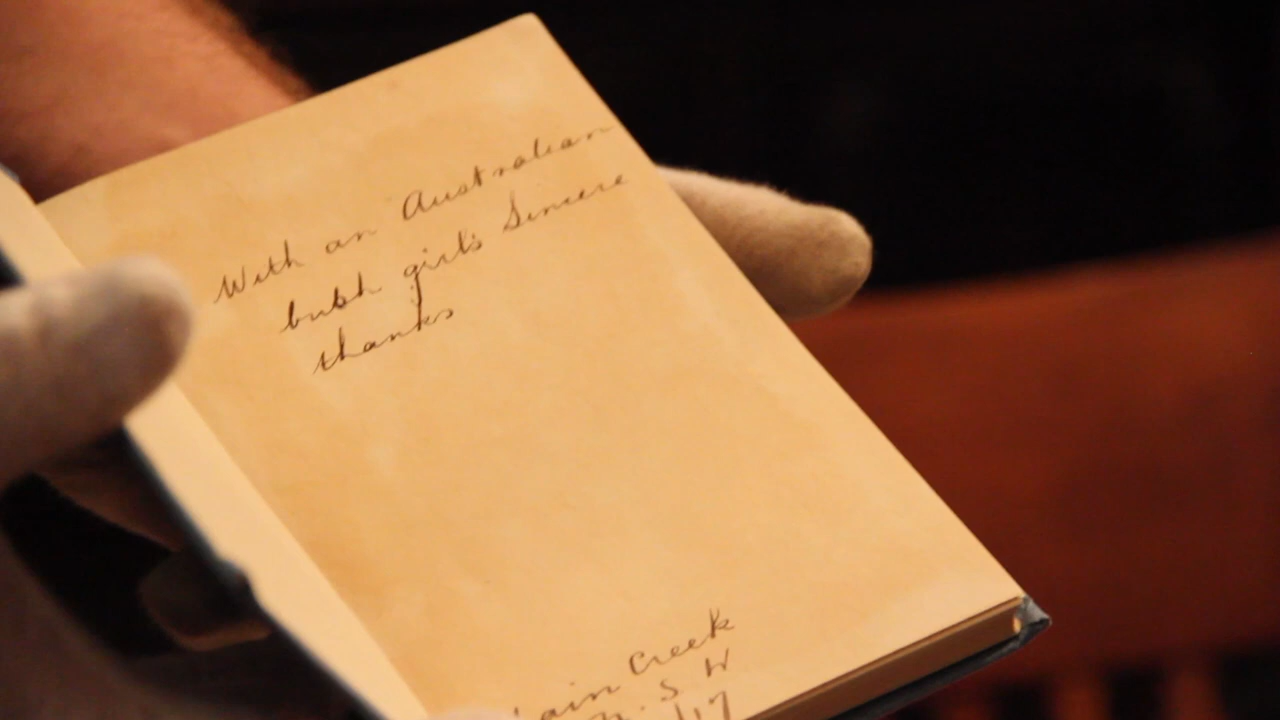 With an Australian
bush girl's Sincere
thanks
Creek
N. S. W